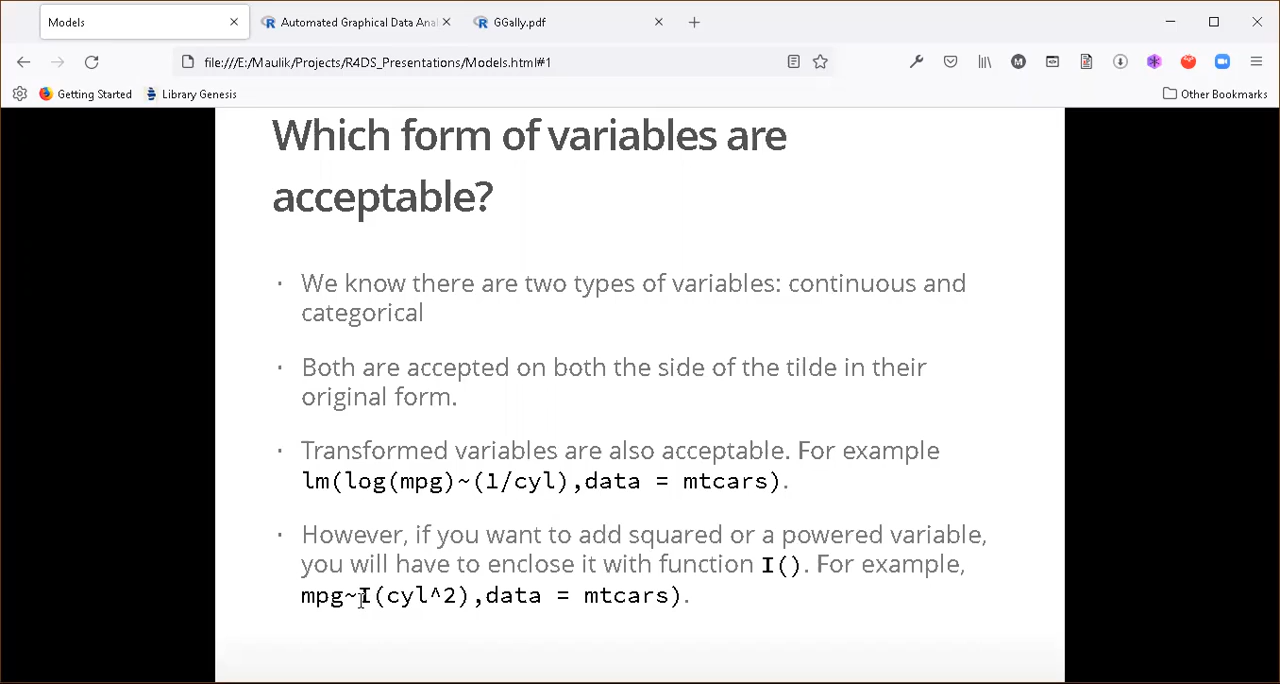 Models
Automated Graphical Data Anal
GGally.pdf
file:///E:/Maulik/Projects/R4DS_Presentations/Models.html#1
Getting Started
Library Genesis
Other Bookmarks
Which form of variables are
acceptable?
· We know there are two types of variables: continuous and
categorical
· Both are accepted on both the side of the tilde in their
original form.
· Transformed variables are also acceptable. For example
lm(log(mpg)~(1/cyl),data = mtcars).
· However, if you want to add squared or a powered variable,
you will have to enclose it with function I(). For example,
mpg~I(cyl^2),data = mtcars).